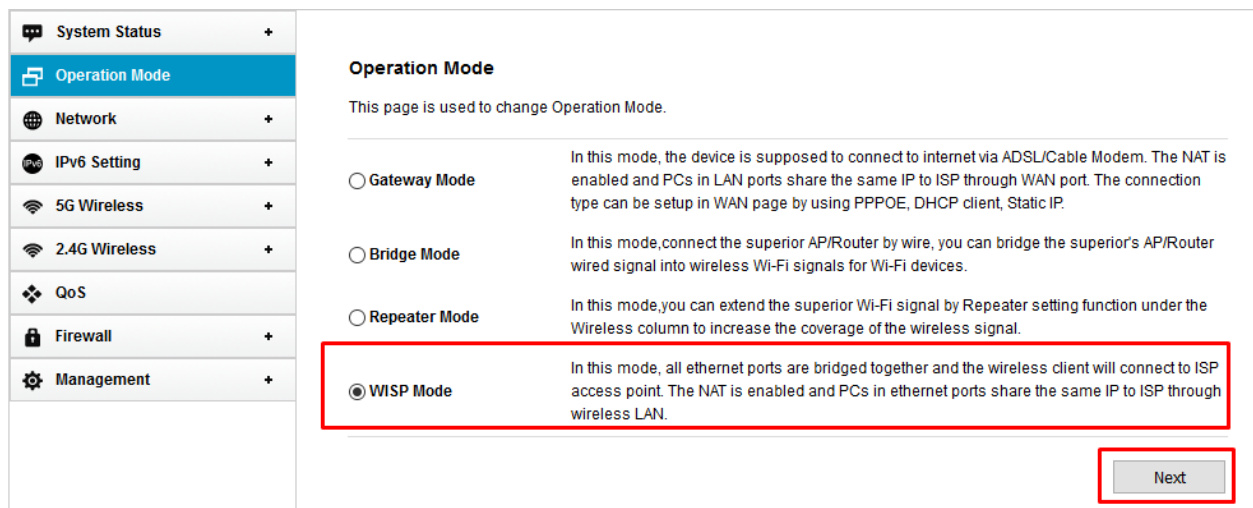 System Status +
Operation Mode
Network +
IPv6 IPv6 Setting +
5G Wireless +
2.4G Wireless +
QoS
Firewall +
Management +
Operation Mode
This page is used to change Operation Mode.
Gateway Mode
In this mode, the device is supposed to connect to internet via ADSL/Cable Modem. The NAT is
enabled and PCs in LAN ports share the same IP to ISP through WAN port. The connection
type can be setup in WAN page by using PPPOE, DHCP client, Static IP.
Bridge Mode
In this mode,connect the superior AP/Router by wire, you can bridge the superior's AP/Router
wired signal into wireless Wi-Fi signals for Wi-Fi devices.
Repeater Mode
In this mode,you can extend the superior Wi-Fi signal by Repeater setting function under the
Wireless column to increase the coverage of the wireless signal.
WISP Mode
In this mode, all ethernet ports are bridged together and the wireless client will connect to ISP
access point. The NAT is enabled and PCs in ethernet ports share the same IP to ISP through
wireless LAN.
Next